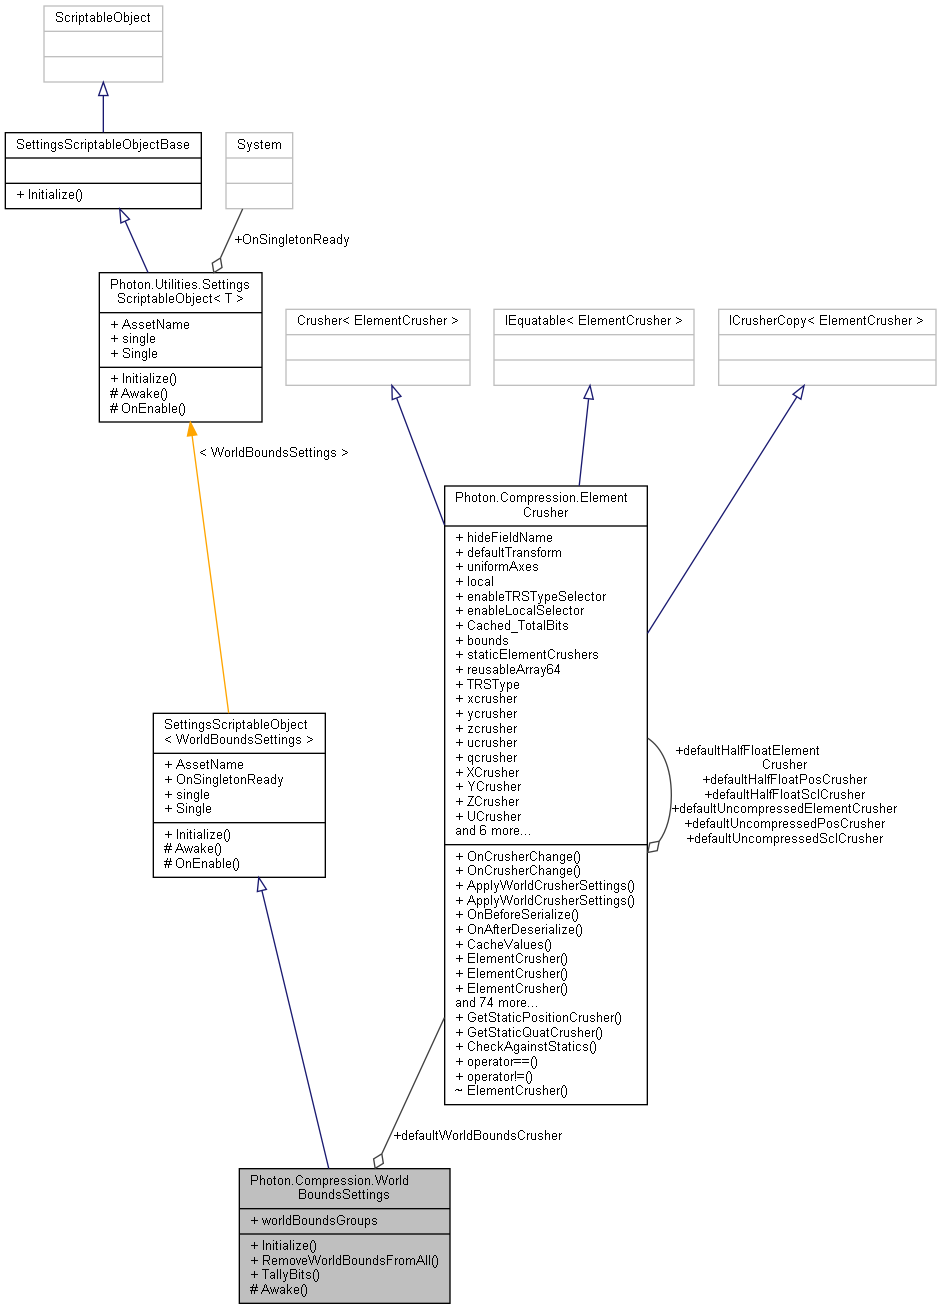 ScriptableObject
SettingsScriptableObjectBase
+ Initialize()
System
+OnSingletonReady
Photon.Utilities.Settings
ScriptableObject< T >
+ AssetName
+ single
+ Single
+ Initialize()
# Awake()
# OnEnable()
< WorldBoundsSettings >
Crusher< ElementCrusher >
IEquatable< ElementCrusher >
ICrusherCopy< ElementCrusher >
Photon.Compression.Element
Crusher
+ hideFieldName
+ defaultTransform
+ uniformAxes
+ local
+ enableTRSTypeSelector
+ enableLocalSelector
+ Cached_TotalBits
+ bounds
+ staticElementCrushers
+ reusableArray64
+ TRSType
+ xcrusher
+ ycrusher
+ zcrusher
+ ucrusher
+ qcrusher
+ XCrusher
+ YCrusher
+ ZCrusher
+ UCrusher
and 6 more...
+ OnCrusherChange()
+ OnCrusherChange()
+ ApplyWorldCrusherSettings()
+ ApplyWorldCrusherSettings()
+ OnBeforeSerialize()
+ OnAfterDeserialize()
+ CacheValues()
+ ElementCrusher()
+ ElementCrusher()
+ ElementCrusher()
and 74 more...
+ GetStaticPositionCrusher()
+ GetStaticQuatCrusher()
+ CheckAgainstStatics()
+ operator==()
+ operator!=()
~ ElementCrusher()
+defaultHalfFloatElement
Crusher
+defaultHalfFloatPosCrusher
+defaultHalfFloatSclCrusher
+defaultUncompressedElementCrusher
+defaultUncompressedPosCrusher
+defaultUncompressedSclCrusher
SettingsScriptableObject
< WorldBoundsSettings >
+ AssetName
+ OnSingletonReady
+ single
+ Single
+ Initialize()
# Awake()
# OnEnable()
+defaultWorldBoundsCrusher
Photon.Compression.World
BoundsSettings
+ worldBoundsGroups
+ Initialize()
+ RemoveWorldBoundsFromAll()
+ TallyBits()
# Awake()